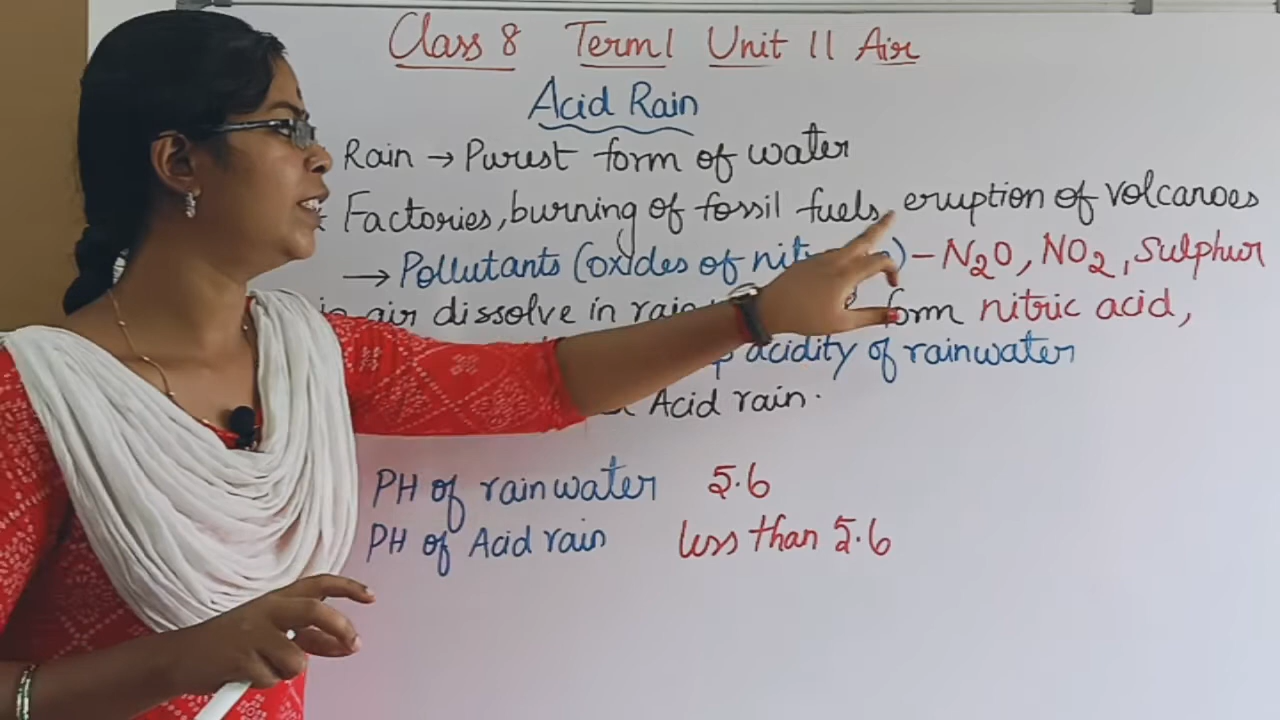 Class 8 Term 1 Unit 11 Air
Acid Rain
Rain → Purest form of water
Factories, burning of fossil fuels, eruption of volcanoes
→ Pollutants (oxides of - N2O, NO2, Sulphur
air dissolve in form nitric acid,
acidity of rainwater
Acid rain.
PH of rainwater 5.6
PH of Acid rain less than 5.6